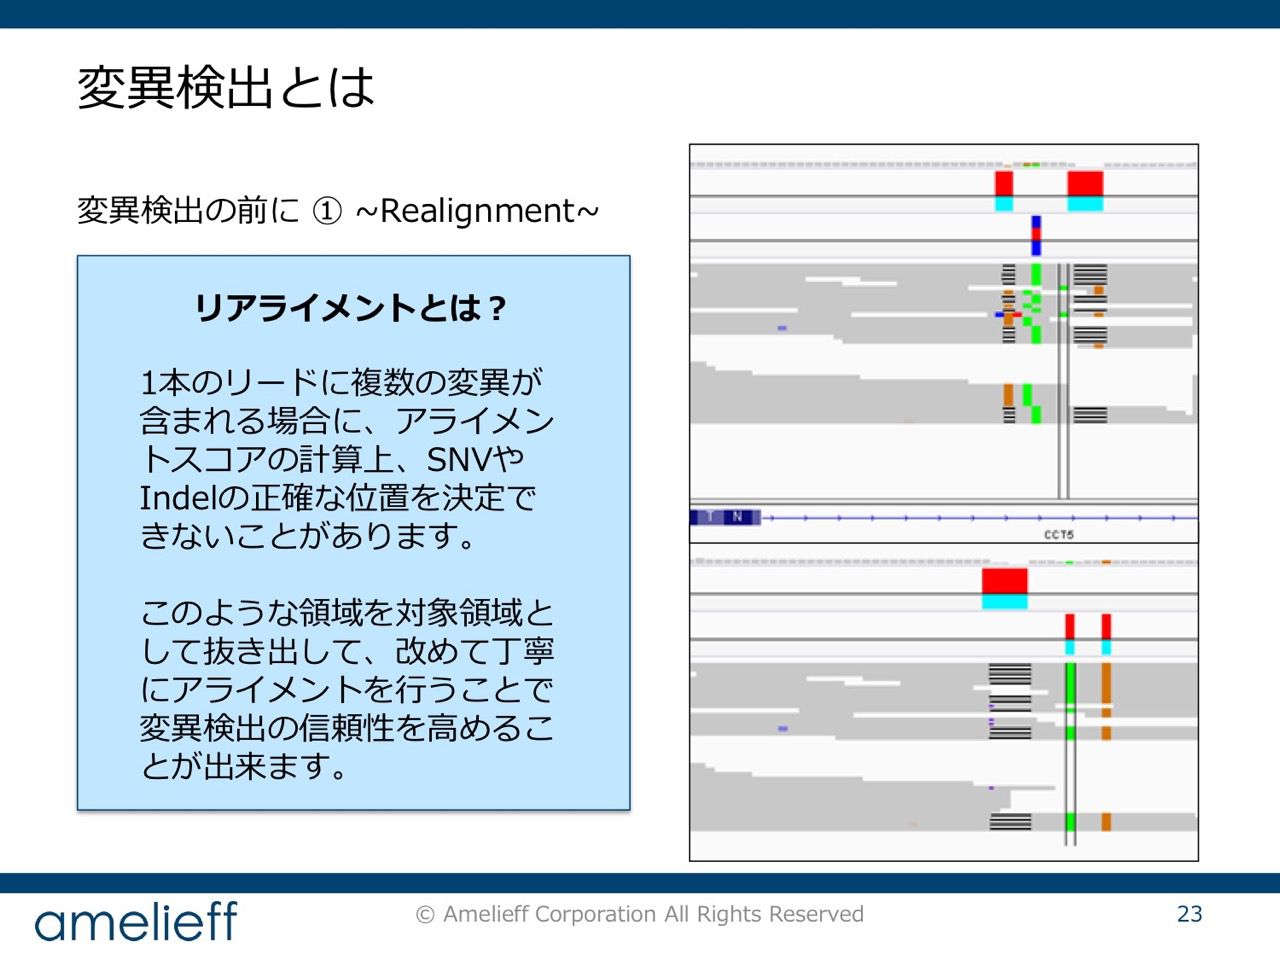 変異検出とは
変異検出の前に ① ~Realignment~
リアライメントとは？
1本のリードに複数の変異が
含まれる場合に、アライメン
トスコアの計算上、SNVや
Indelの正確な位置を決定で
きないことがあります。
このような領域を対象領域と
して抜き出して、改めて丁寧
にアライメントを行うことで
変異検出の信頼性を高めるこ
とが出来ます。
T N
CCT5
amelieff
© Amelieff Corporation All Rights Reserved
23